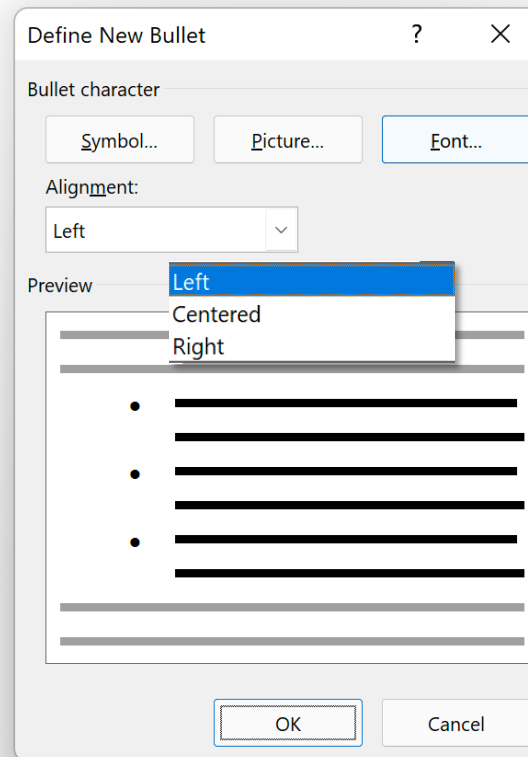 Define New Bullet ? ✕
Bullet character
Symbol... Picture... Font...
Alignment:
Left
Left
Preview
Centered
Right
OK Cancel